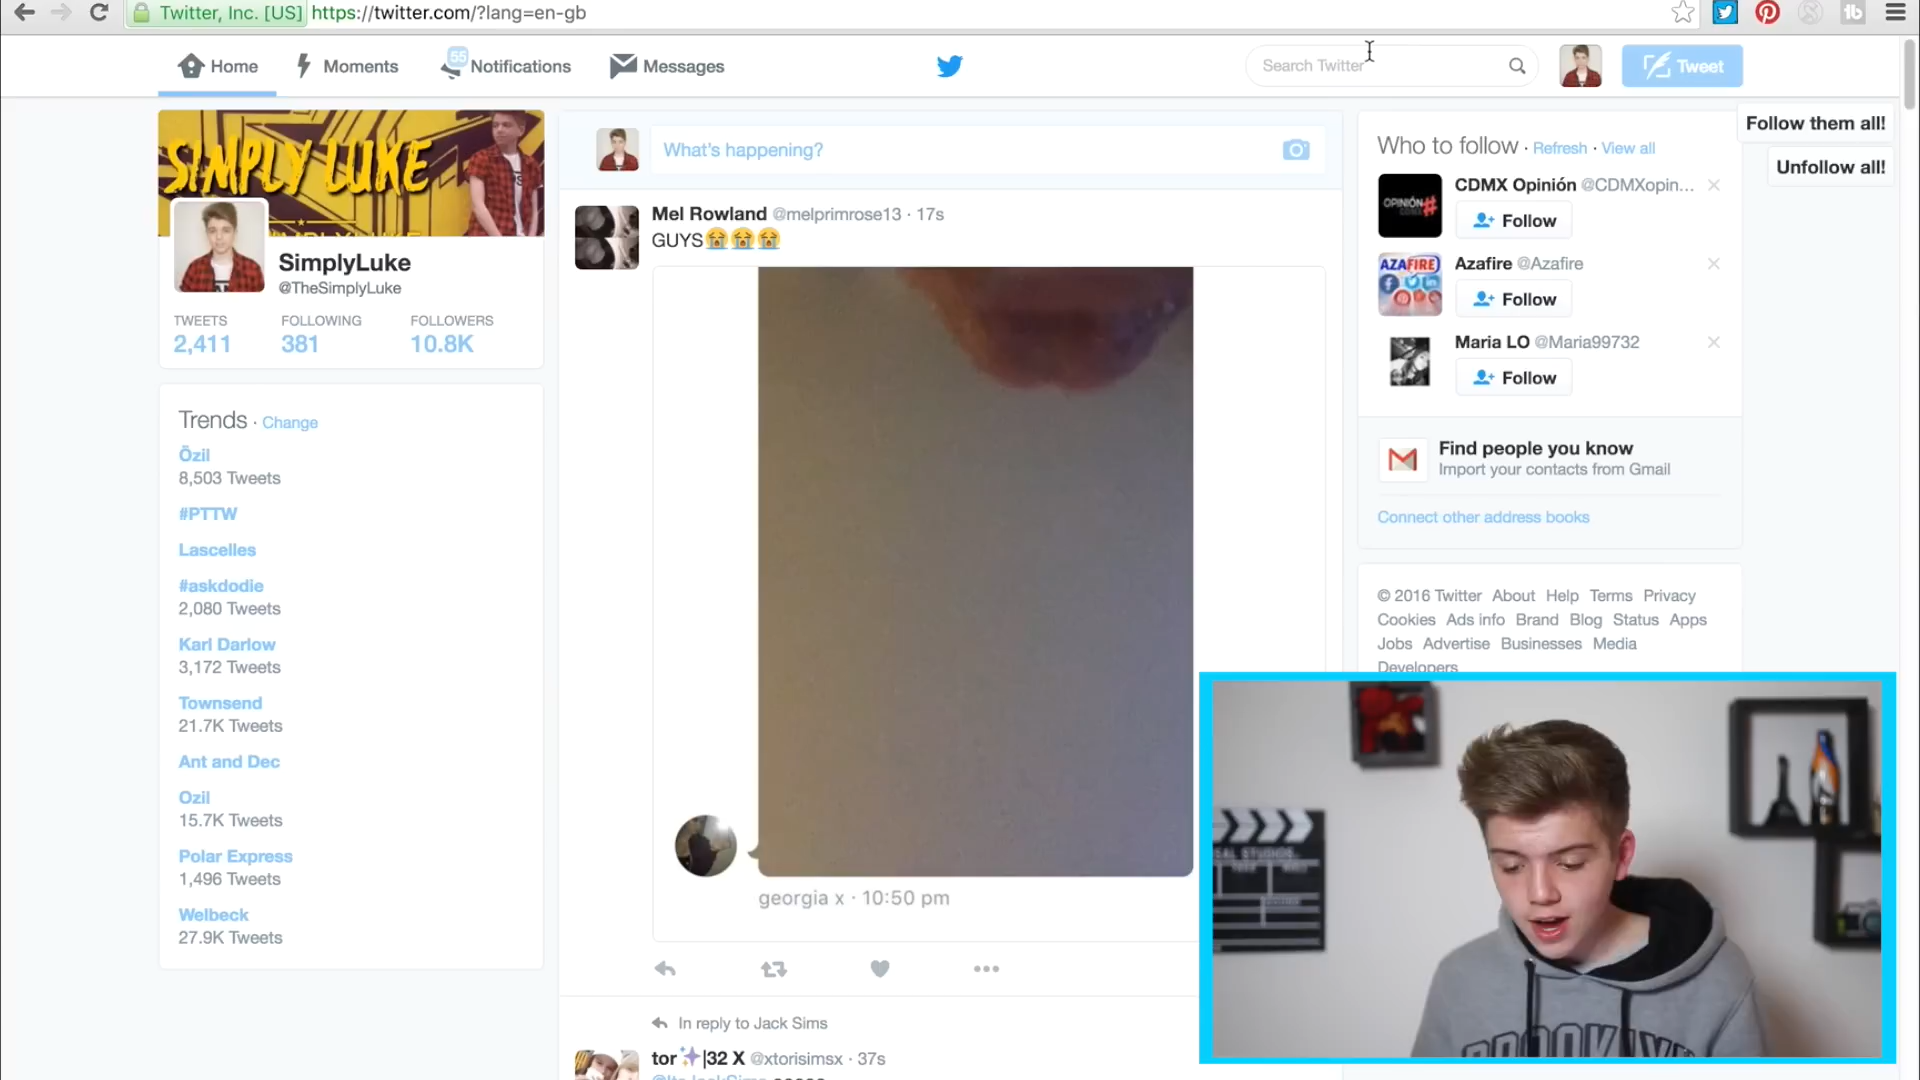 Twitter, Inc. [US] https://twitter.com/?lang=en-gb
Home
Moments
55
Notifications
Messages
Search Twitter
Tweet
Follow them all!
Unfollow all!
SIMPLY LUKE
SimplyLuke
@TheSimplyLuke
TWEETS FOLLOWING FOLLOWERS
2,411 381 10.8K
Trends · Change
Özil
8,503 Tweets
#PTTW
Lascelles
#askdodie
2,080 Tweets
Karl Darlow
3,172 Tweets
Townsend
21.7K Tweets
Ant and Dec
Ozil
15.7K Tweets
Polar Express
1,496 Tweets
Welbeck
27.9K Tweets
What's happening?
Mel Rowland @melprimrose13 · 17s
GUYS😭😭😭
georgia x · 10:50 pm
In reply to Jack Sims
tor✨|32 X @xtorisimsx · 37s
Who to follow · Refresh · View all
OPINIÓN#
CDMX
CDMX Opinión @CDMXopin...
Follow
AZAFIRE
Azafire @Azafire
Follow
Maria LO @Maria99732
Follow
Find people you know
Import your contacts from Gmail
Connect other address books
© 2016 Twitter About Help Terms Privacy
Cookies Ads info Brand Blog Status Apps
Jobs Advertise Businesses Media
Developers
BROOKLYN